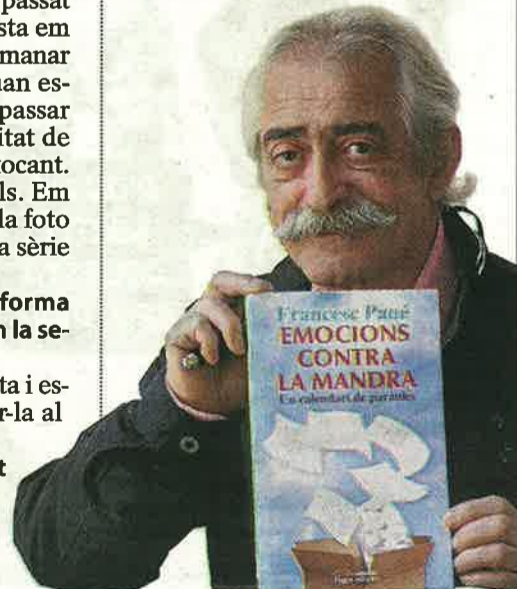 passat
sta em
manar
uan es-
passar
itat de
ocant.
ls. Em
la foto
a sèrie
forma
n la se-
ta i es-
r-la al
t
Francesc Pané
EMOCIONS
CONTRA
LA MANDRA
Un calendari de paraules